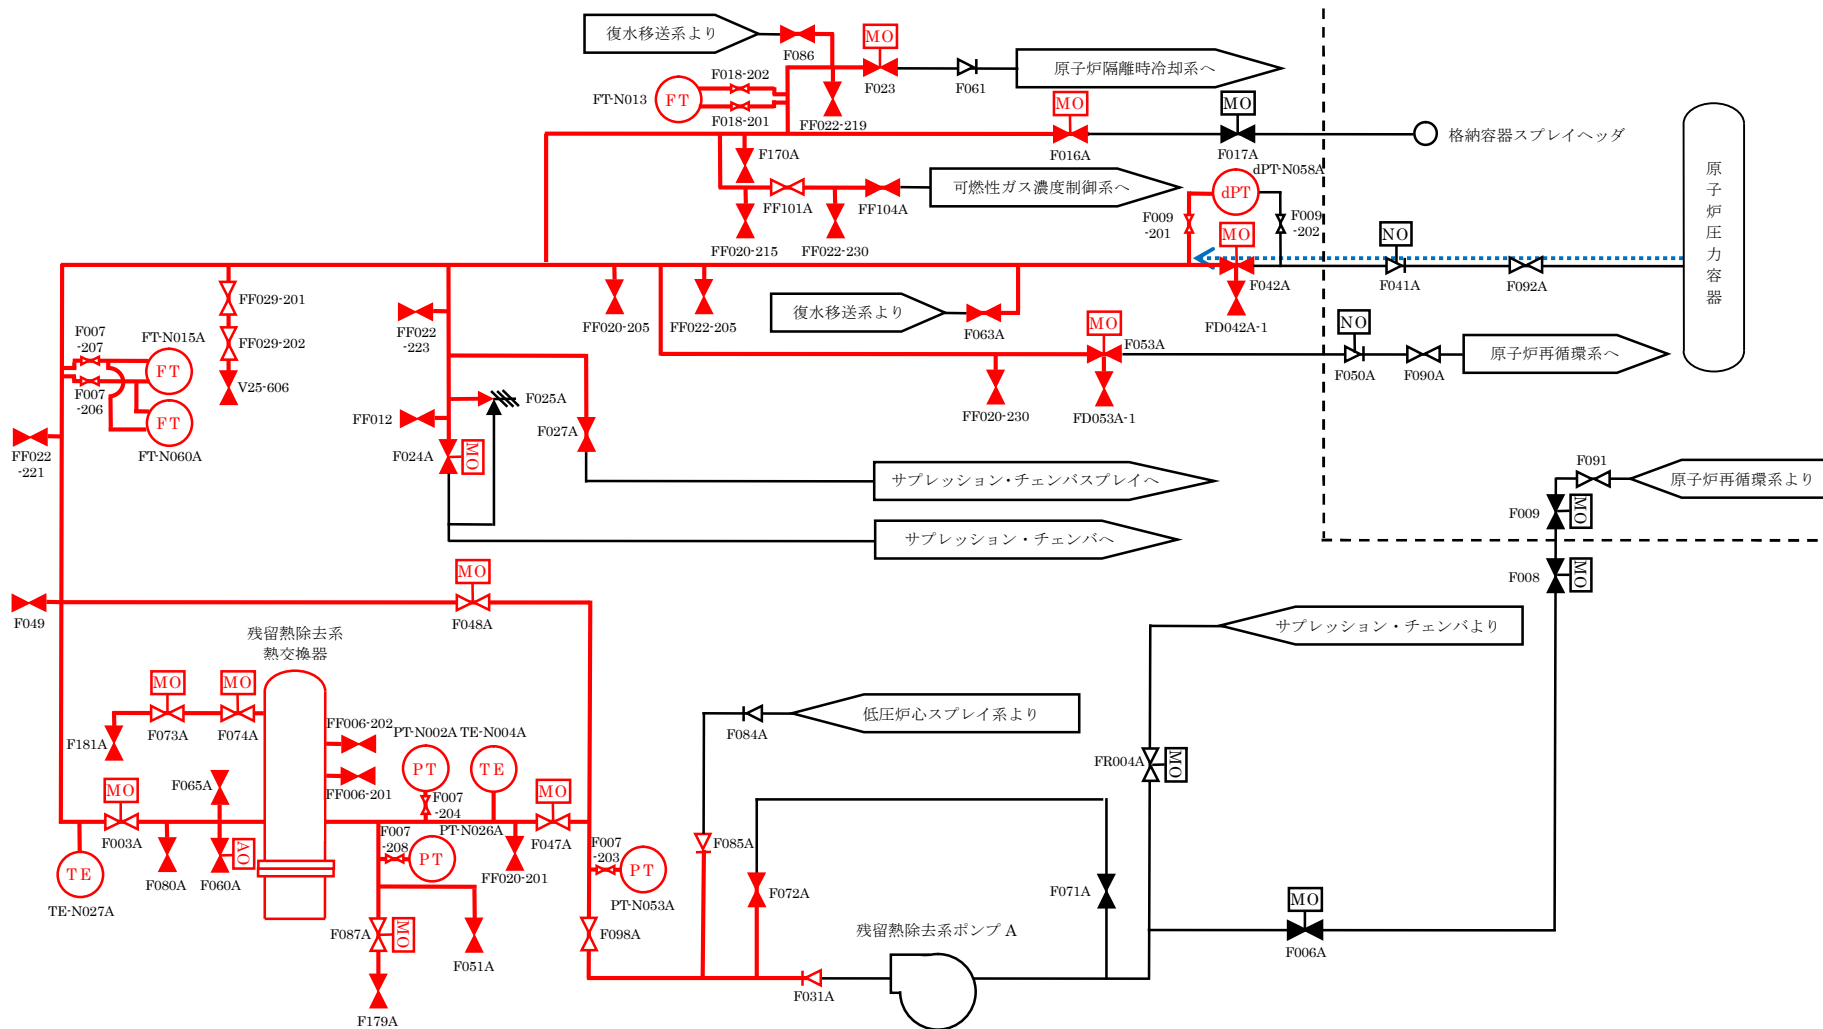 復水移送系より
F086
MO
F023
F061
原子炉隔離時冷却系へ
FT-N013
FT
F018-202
F018-201
FF022-219
MO
F016A
MO
F017A
格納容器スプレイヘッダ
F170A
FF101A
FF104A
可燃性ガス濃度制御系へ
FF020-215
FF022-230
dPT-N058A
dPT
F009
-201
F009
-202
MO
F042A
FD042A-1
NO
F041A
F092A
原子炉圧力容器
FF029-201
FF029-202
V25-606
FF022
-223
FF020-205
FF022-205
復水移送系より
F063A
MO
F053A
FD053A-1
FF020-230
NO
F050A
F090A
原子炉再循環系へ
F007
-207
FT-N015A
FT
F007
-206
FT
FT-N060A
FF022
-221
FF012
F025A
F024A
MO
F027A
サプレッション・チェンバスプレイへ
サプレッション・チェンバへ
F091
原子炉再循環系より
F009
MO
F008
MO
F049
MO
F048A
残留熱除去系
熱交換器
MO
F073A
MO
F074A
F181A
FF006-202
FF006-201
PT-N002A
PT
F007
-204
TE-N004A
TE
F065A
MO
F003A
TE
TE-N027A
F080A
F060A
AO
F007
-208
PT-N026A
PT
FF020-201
MO
F047A
F007
-203
PT
PT-N053A
F087A
MO
F051A
F179A
F098A
サプレッション・チェンバより
低圧炉心スプレイ系より
F084A
F085A
F072A
F071A
FR004A
MO
残留熱除去系ポンプ A
F031A
MO
F006A